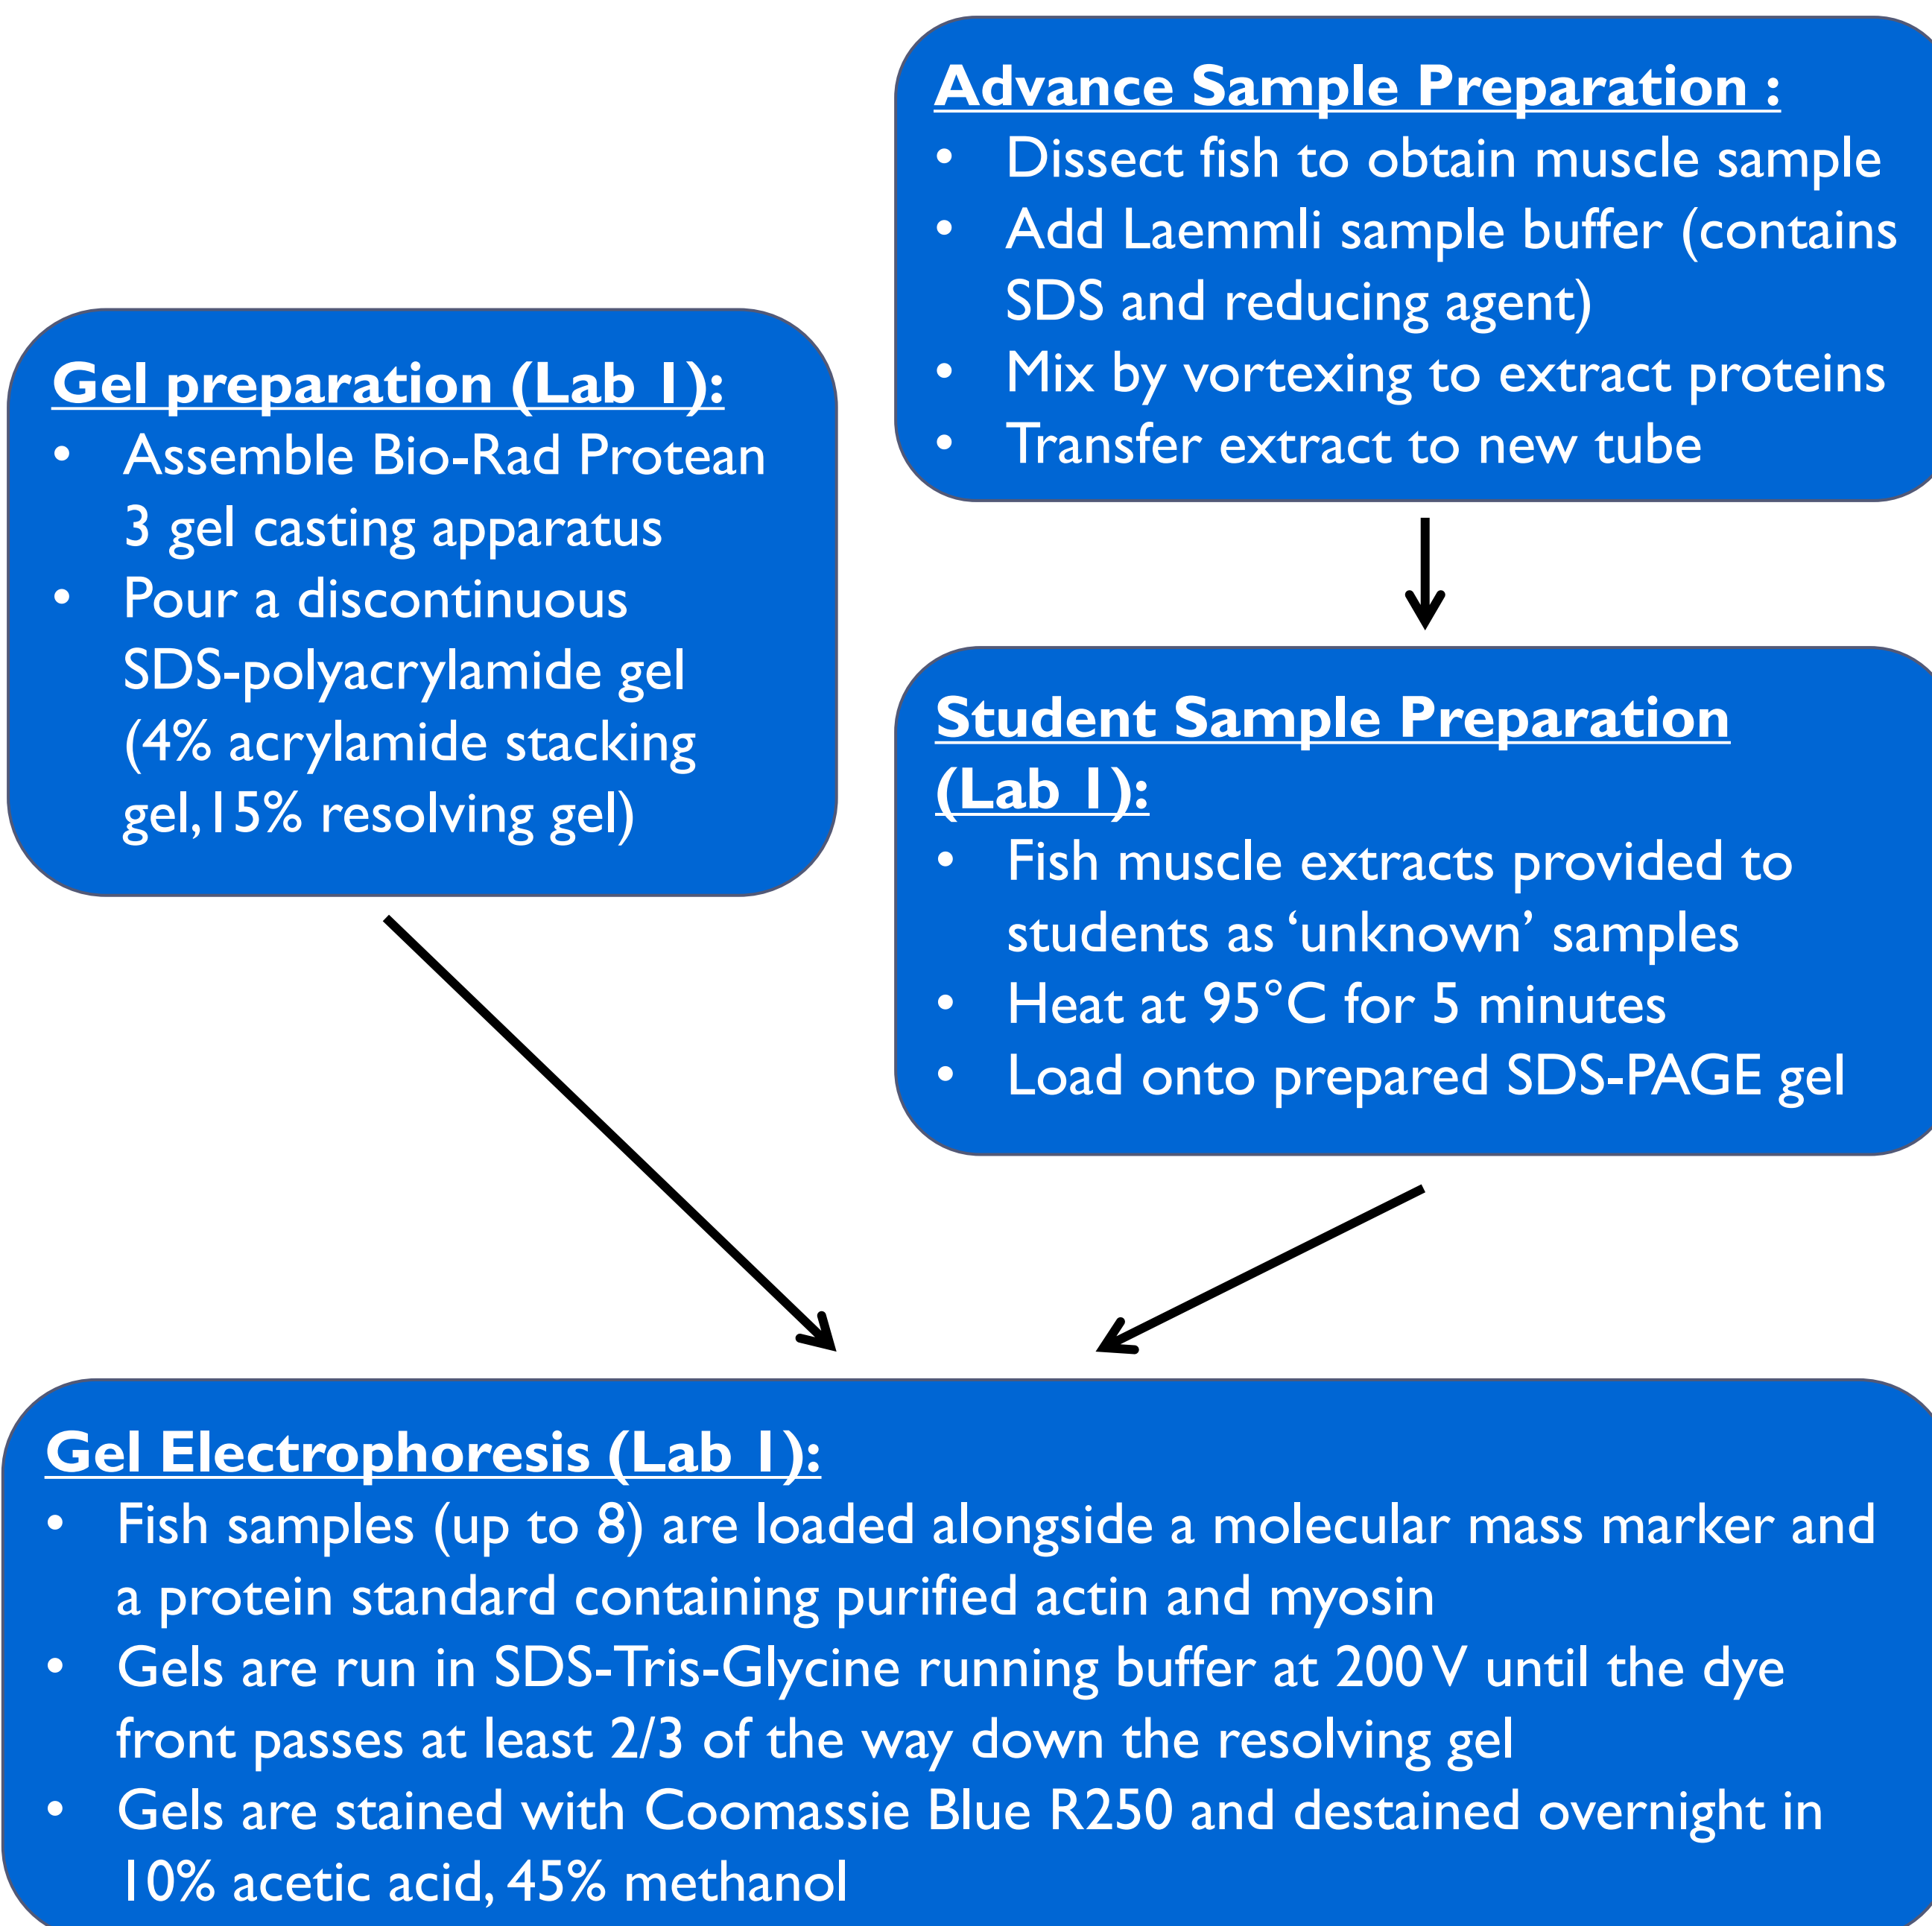 Advance Sample Preparation :
• Dissect fish to obtain muscle sample
• Add Laemmli sample buffer (contains
SDS and reducing agent)
• Mix by vortexing to extract proteins
• Transfer extract to new tube
Gel preparation (Lab 1):
• Assemble Bio-Rad Protean
3 gel casting apparatus
• Pour a discontinuous
SDS-polyacrylamide gel
(4% acrylamide stacking
gel, 15% resolving gel)
Student Sample Preparation
(Lab 1):
• Fish muscle extracts provided to
students as ‘unknown’ samples
• Heat at 95°C for 5 minutes
• Load onto prepared SDS-PAGE gel
Gel Electrophoresis (Lab 1):
• Fish samples (up to 8) are loaded alongside a molecular mass marker and
a protein standard containing purified actin and myosin
• Gels are run in SDS-Tris-Glycine running buffer at 200 V until the dye
front passes at least 2/3 of the way down the resolving gel
• Gels are stained with Coomassie Blue R250 and destained overnight in
10% acetic acid, 45% methanol